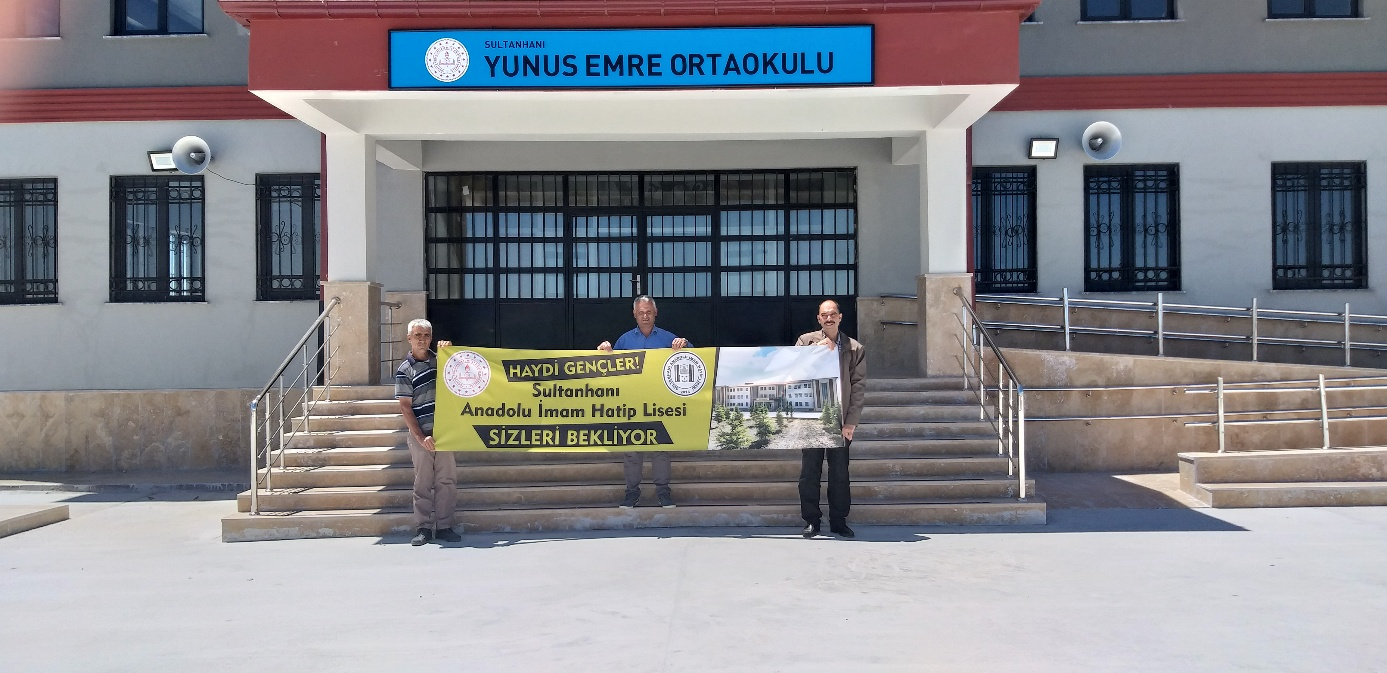 SULTANHANI
YUNUS EMRE ORTAOKULU
HAYDİ GENÇLER!
Sultanhanı
Anadolu İmam Hatip Lisesi
SİZLERİ BEKLİYOR